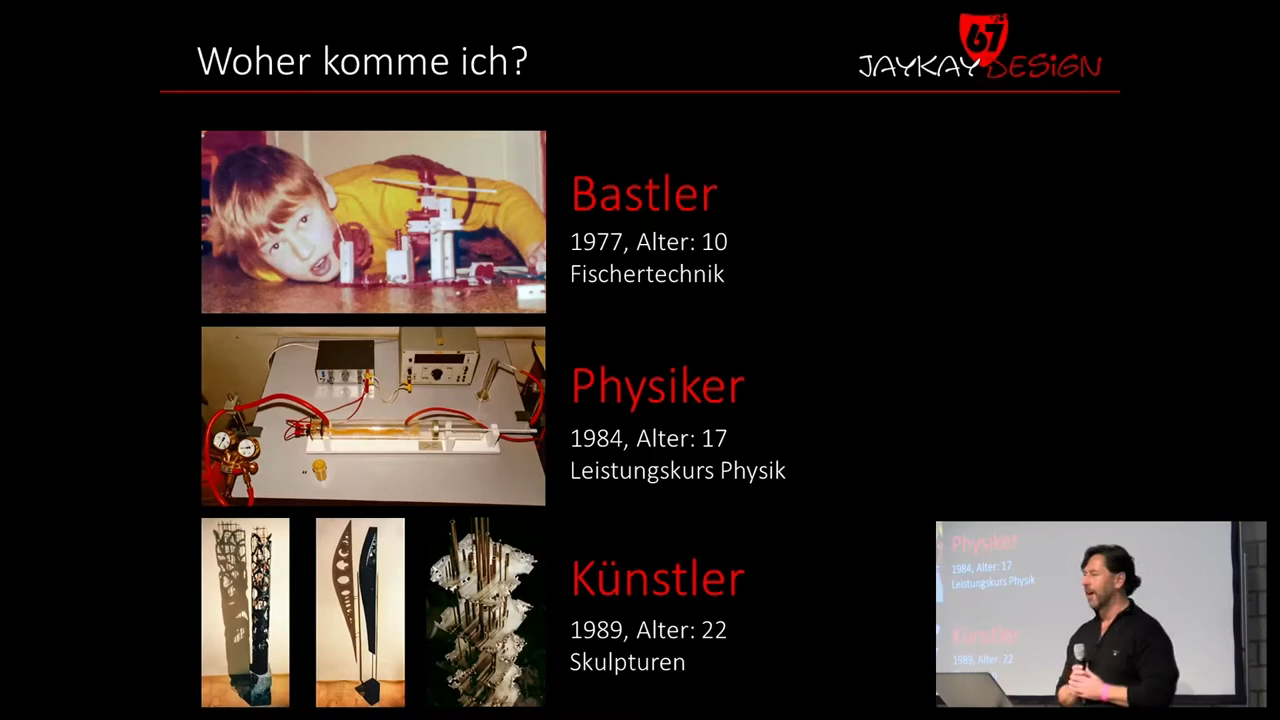 Woher komme ich?
67
JAYKAY DESIGN
Bastler
1977, Alter: 10
Fischertechnik
Physiker
1984, Alter: 17
Leistungskurs Physik
Künstler
1989, Alter: 22
Skulpturen
Physiker
1984, Alter: 17
Leistungskurs Physik
Künstler
1989, Alter: 22